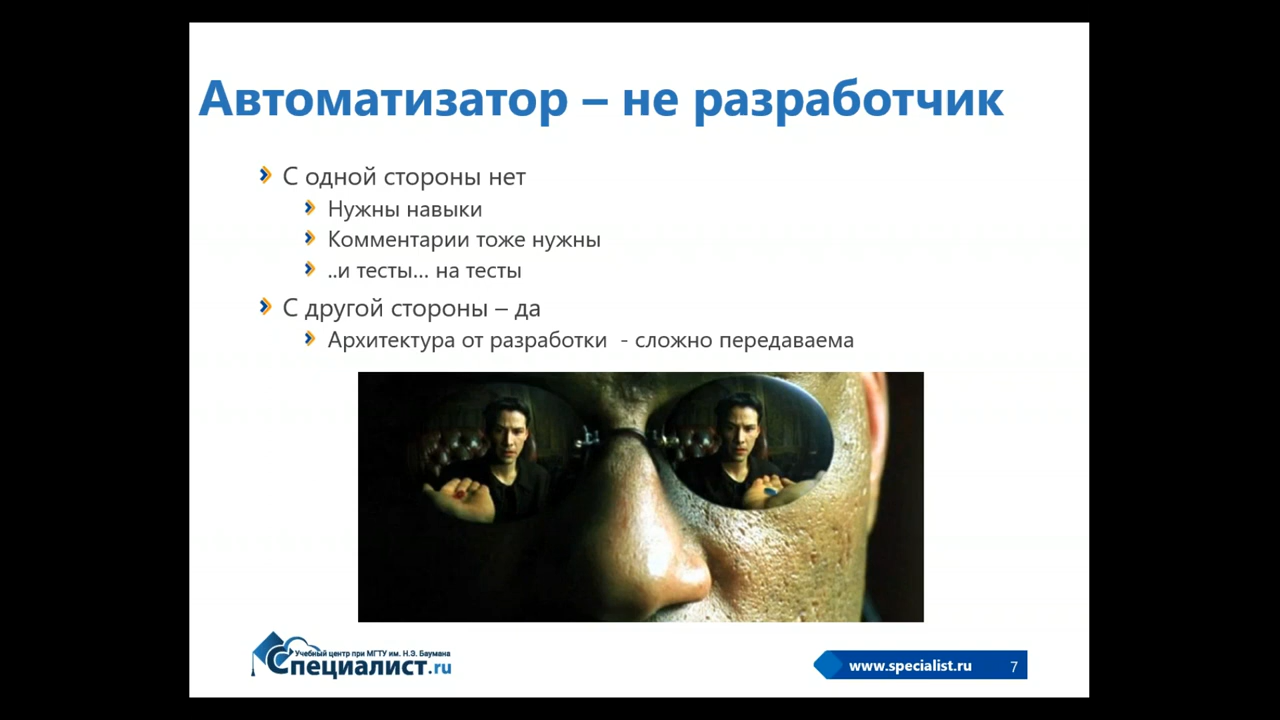 Автоматизатор – не разработчик
С одной стороны нет
Нужны навыки
Комментарии тоже нужны
..и тесты... на тесты
С другой стороны – да
Архитектура от разработки  - сложно передаваема
Учебный центр при МГТУ им. Н.Э. Баумана
Специалист.ru
www.specialist.ru 7